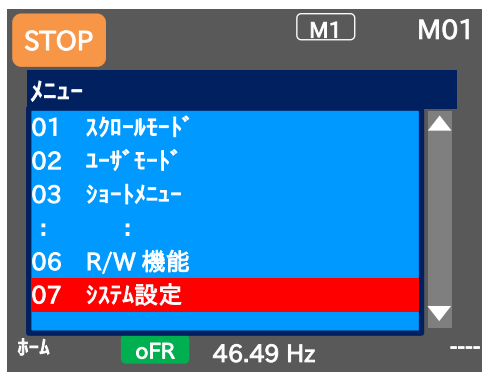 STOP M1 M01
ﾒﾆｭｰ
01 ｽｸﾛｰﾙﾓｰﾄﾞ
02 ﾕｰｻﾞﾓｰﾄﾞ
03 ｼｮｰﾄﾒﾆｭｰ
: :
06 R/W 機能
07 ｼｽﾃﾑ設定
ﾎｰﾑ oFR 46.49 Hz ----